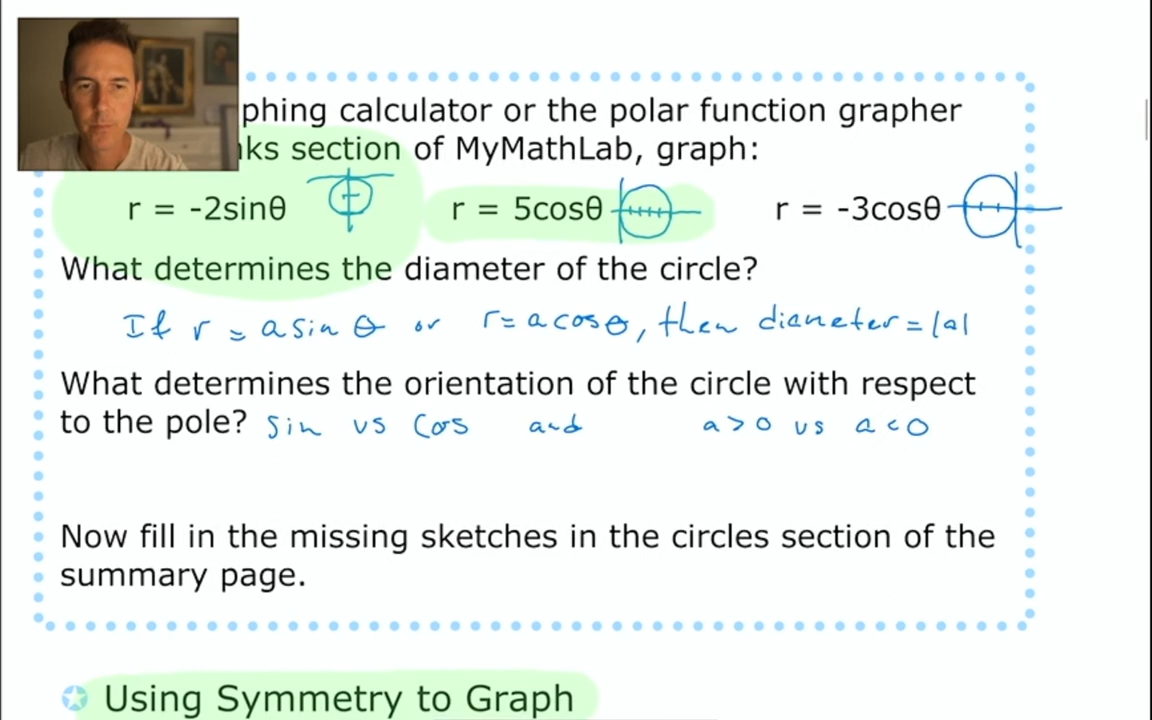 phing calculator or the polar function grapher
ks section of MyMathLab, graph:
r = -2sinθ r = 5cosθ r = -3cosθ
What determines the diameter of the circle?
If r = a sin θ or r = a cos θ, then diameter = |a|
What determines the orientation of the circle with respect
to the pole? Sin vs Cos and a > 0 vs a < 0
Now fill in the missing sketches in the circles section of the
summary page.
Using Symmetry to Graph